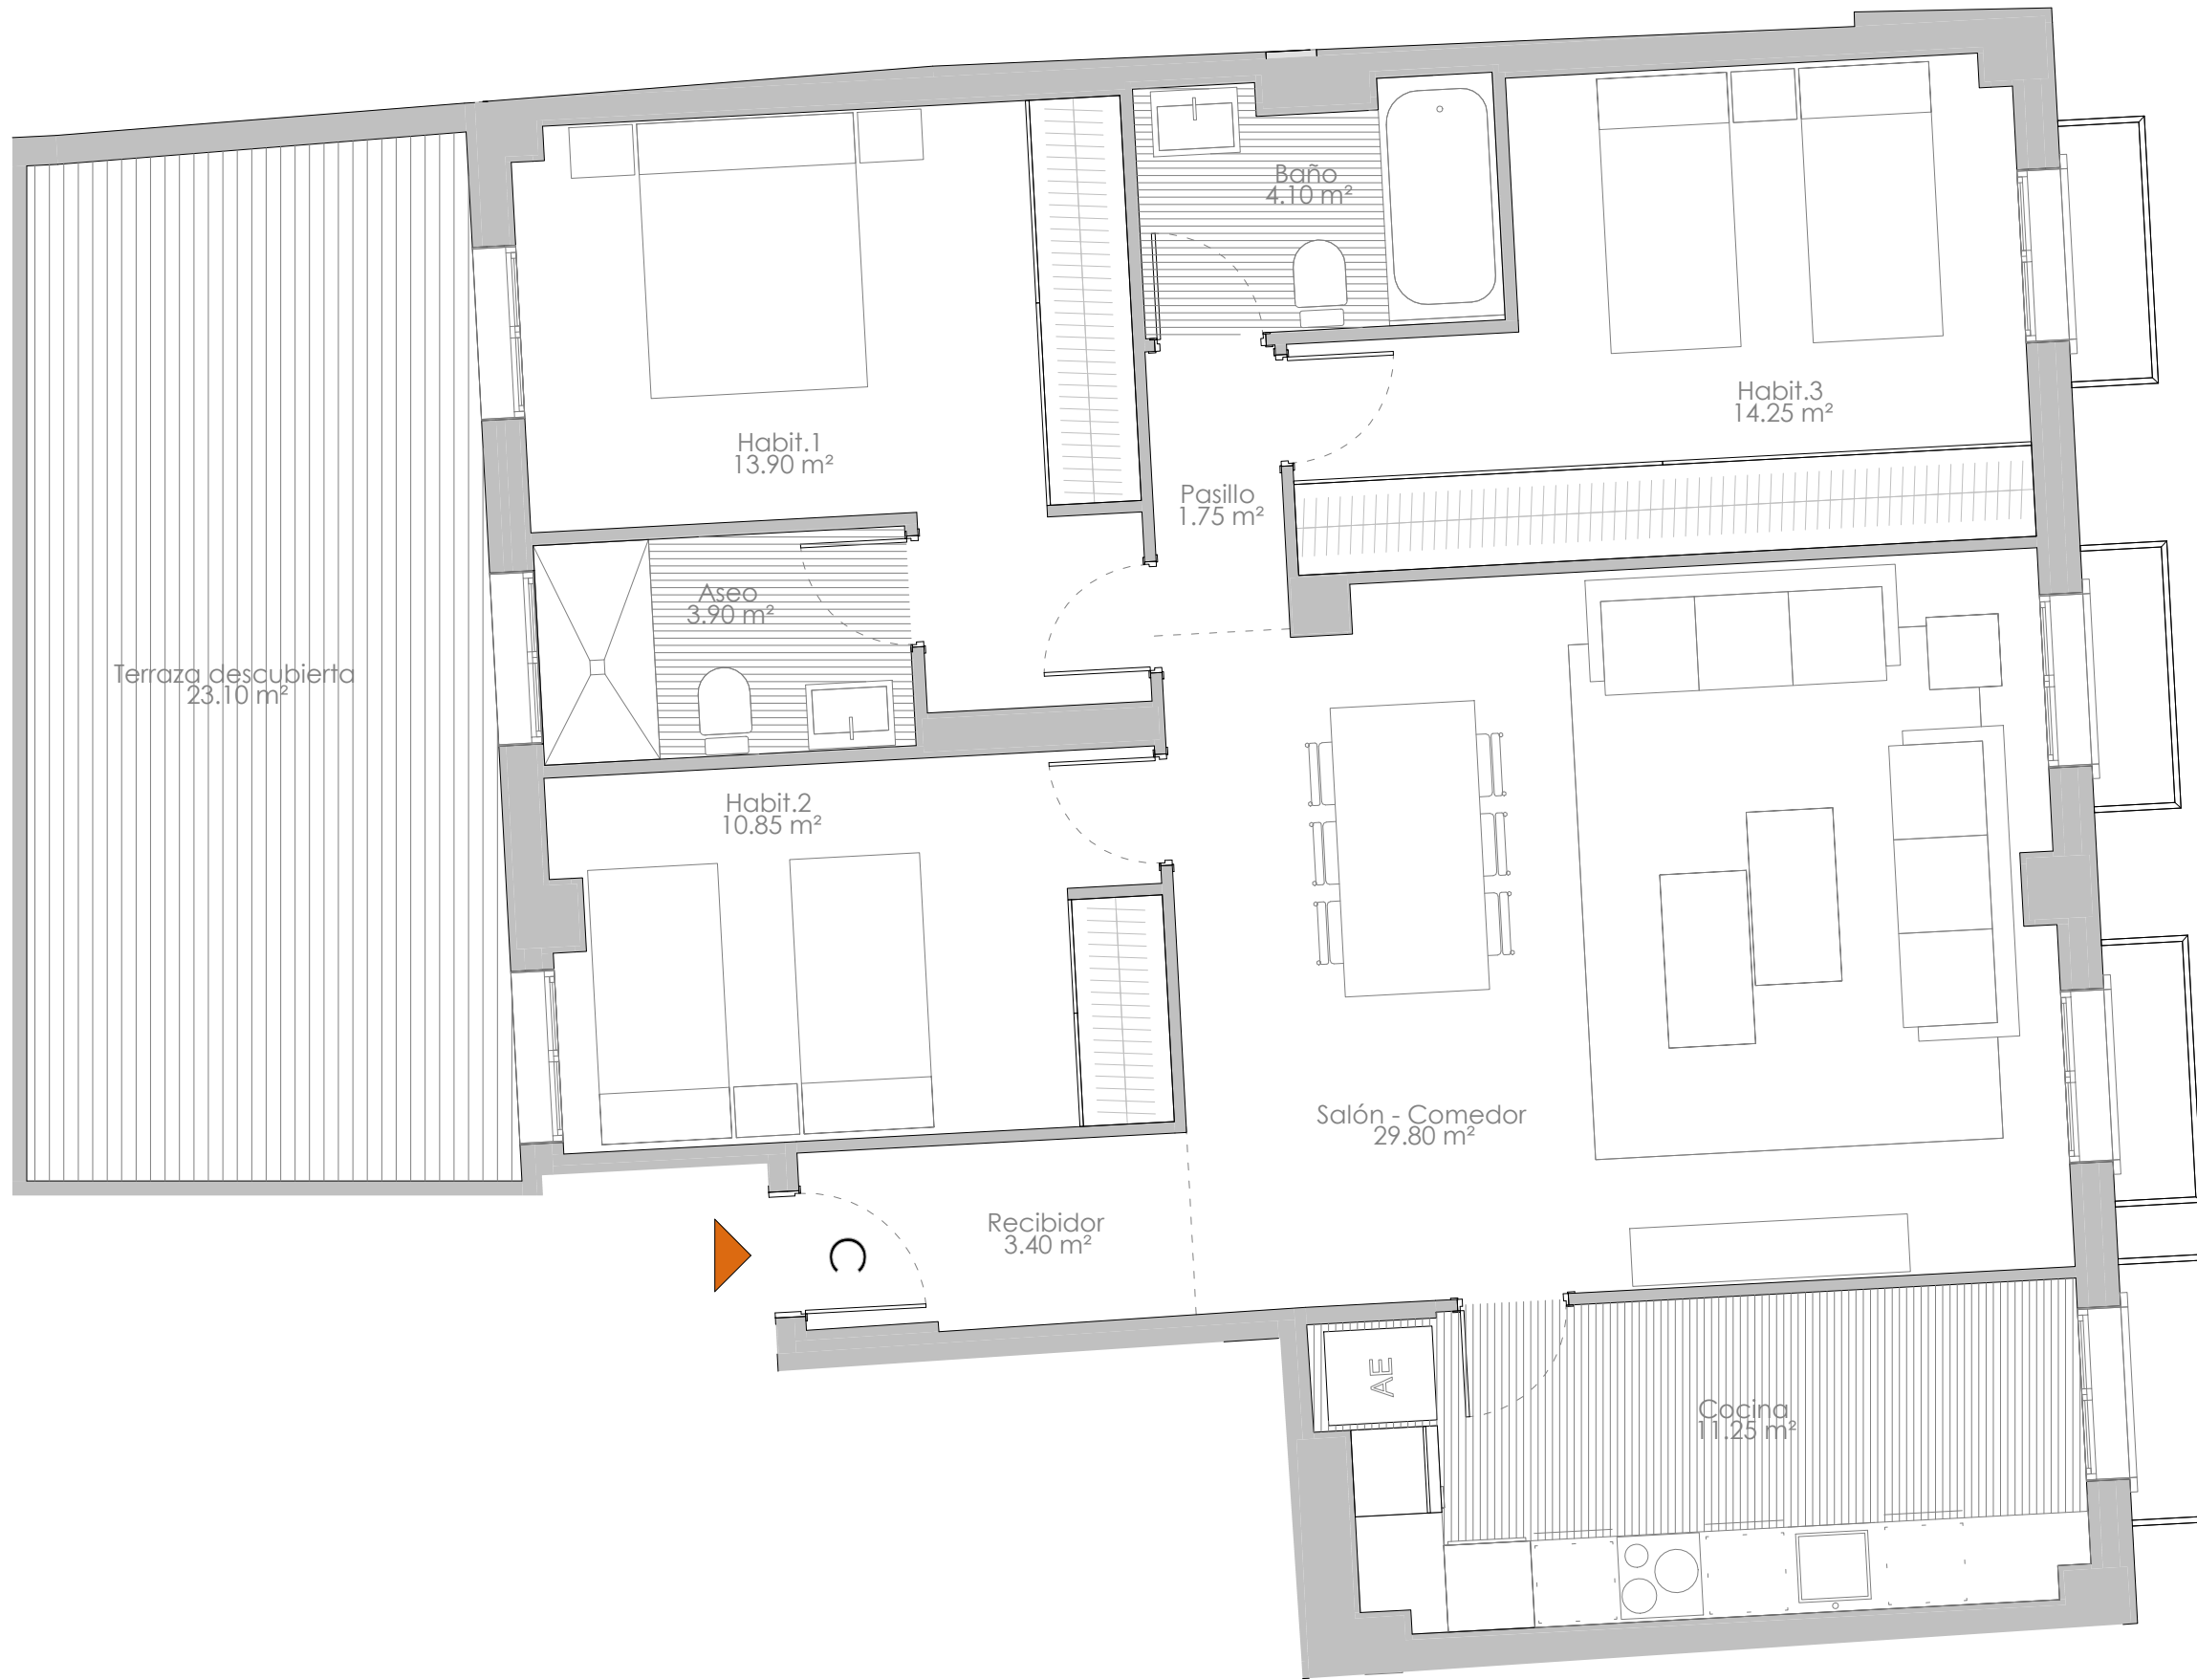 Baño
4.10 m²
Habit.3
14.25 m²
Habit.1
13.90 m²
Pasillo
1.75 m²
Aseo
3.90 m²
Terraza descubierta
23.10 m²
Habit.2
10.85 m²
Salón - Comedor
29.80 m²
Recibidor
3.40 m²
C
AE
Cocina
11.25 m²